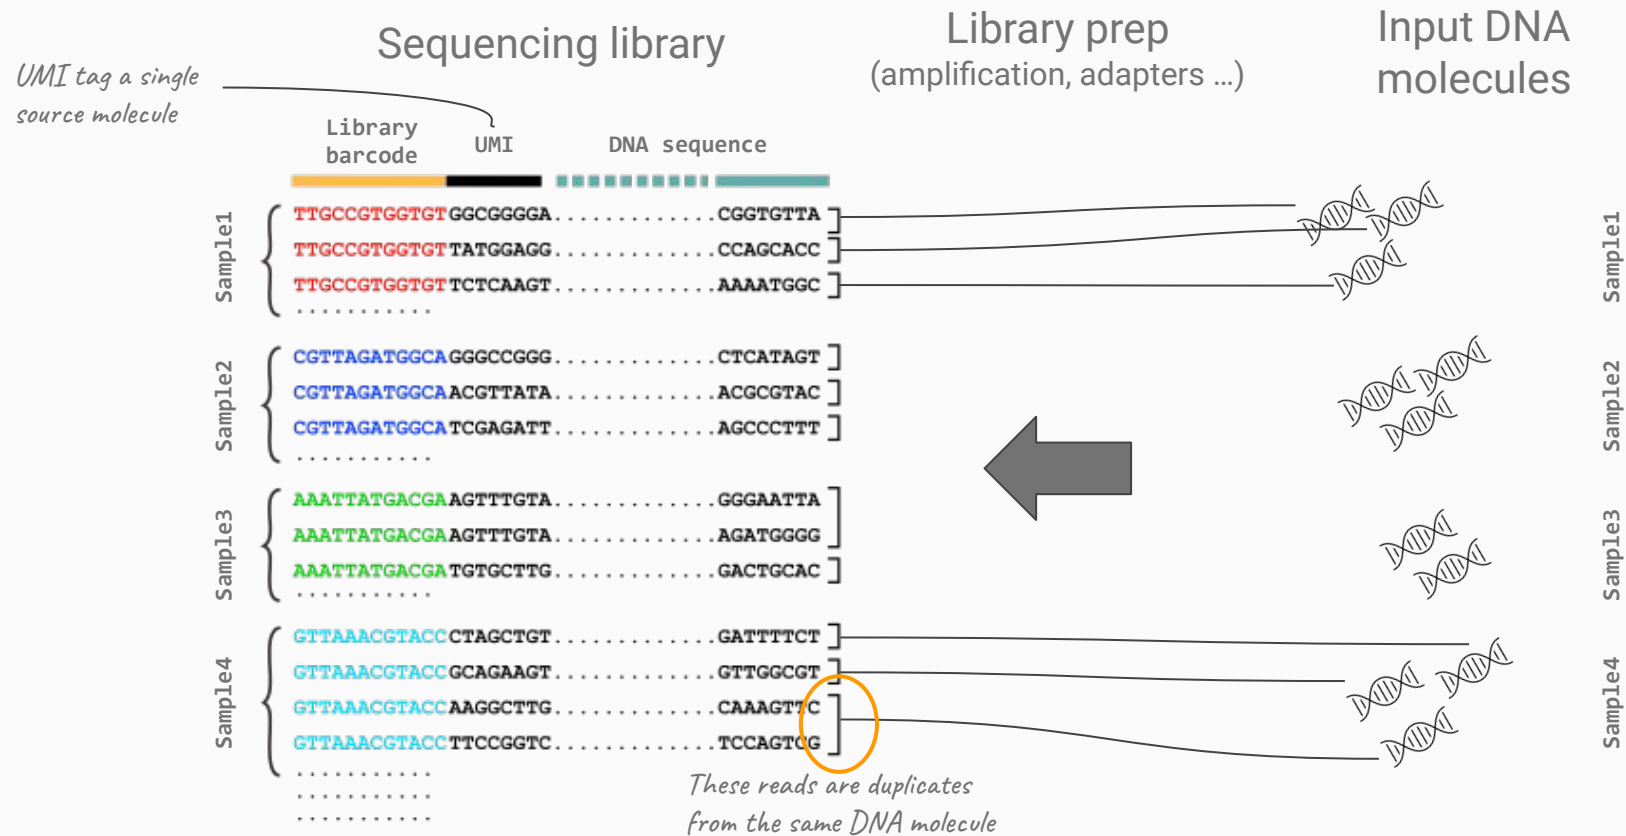 Sequencing library
Library prep
(amplification, adapters ...)
Input DNA
molecules
UMI tag a single
source molecule
Library
barcode
UMI
DNA sequence
Sample1
TTGCCGTGGTGTGGCGGGGA.............CGGTGTTA
TTGCCGTGGTGTTATGGAGG.............CCAGCACC
TTGCCGTGGTGTTCTCAAGT.............AAAATGGC
...........
Sample1
Sample2
CGTTAGATGGCAGGGCCGGG.............CTCATAGT
CGTTAGATGGCAACGTTATA.............ACGCGTAC
CGTTAGATGGCATCGAGATT.............AGCCCTTT
...........
Sample2
Sample3
AAATTATGACGAAGTTTGTA.............GGGAATTA
AAATTATGACGAAGTTTGTA.............AGATGGGG
AAATTATGACGATGTGCTTG.............GACTGCAC
...........
Sample3
Sample4
GTTAAACGTACCCTAGCTGT.............GATTTTCT
GTTAAACGTACCGCAGAAGT.............GTTGGCGT
GTTAAACGTACCAAGGCTTG.............CAAAGTTC
GTTAAACGTACCTTCCGGTC.............TCCAGTCG
...........
...........
...........
Sample4
These reads are duplicates
from the same DNA molecule